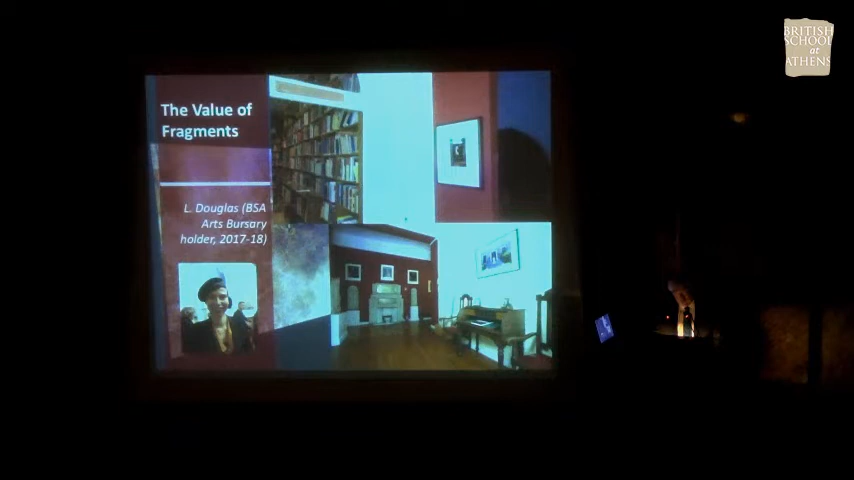 BRITISH
SCHOOL
at
ATHENS
The Value of
Fragments
L. Douglas (BSA
Arts Bursary
holder, 2017-18)